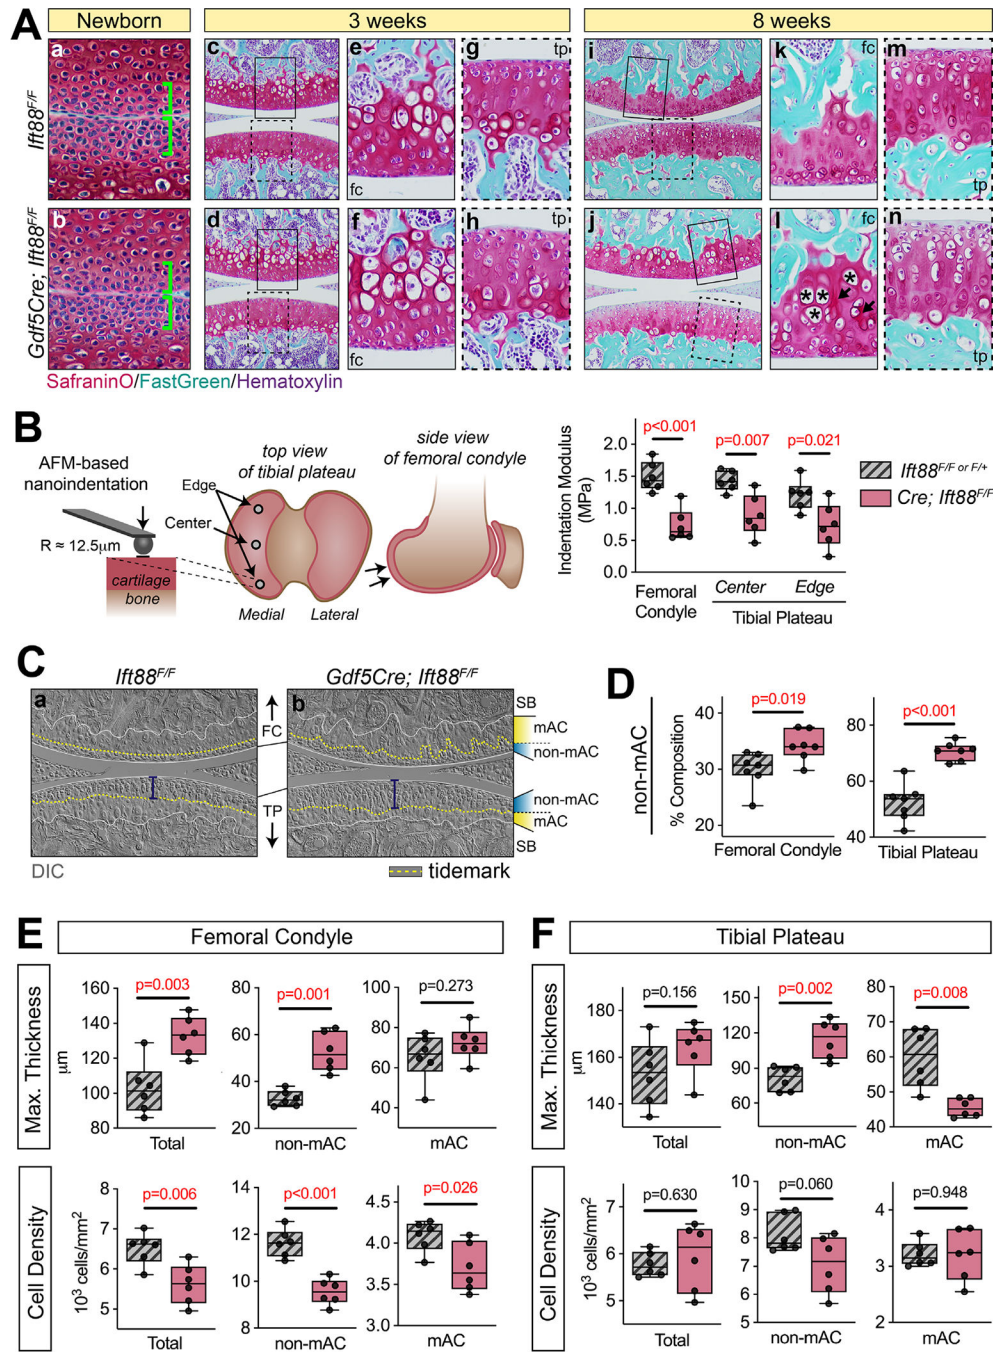 A
Newborn
3 weeks
8 weeks
Ift88F/F
a
c
e
fc
g
tp
i
k
fc
m
tp
Gdf5Cre; Ift88F/F
b
d
f
fc
h
tp
j
l
fc
* * * *
n
tp
SafraninO/FastGreen/Hematoxylin
B
AFM-based
nanoindentation
R ≈ 12.5µm
cartilage
bone
top view
of tibial plateau
Edge
Center
Medial
Lateral
side view
of femoral condyle
Indentation Modulus
(MPa)
2.0
1.5
1.0
0.5
0.0
p<0.001
p=0.007
p=0.021
Femoral
Condyle
Center
Edge
Tibial Plateau
Ift88F/F or F/+
Cre; Ift88F/F
C
Ift88F/F
Gdf5Cre; Ift88F/F
a
b
FC
TP
SB
mAC
non-mAC
non-mAC
mAC
SB
DIC
tidemark
D
non-mAC
% Composition
40
30
20
p=0.019
Femoral Condyle
80
60
40
p<0.001
Tibial Plateau
E
Femoral Condyle
Max. Thickness
µm
140
120
100
80
p=0.003
Total
80
60
40
20
p=0.001
non-mAC
100
80
60
40
p=0.273
mAC
Cell Density
10³ cells/mm²
8
7
6
5
p=0.006
Total
14
12
10
8
p<0.001
non-mAC
4.5
4.0
3.5
3.0
p=0.026
mAC
F
Tibial Plateau
Max. Thickness
µm
180
160
140
p=0.156
Total
150
120
90
60
p=0.002
non-mAC
80
70
60
50
40
p=0.008
mAC
Cell Density
10³ cells/mm²
8
7
6
5
p=0.630
Total
9
8
7
6
5
p=0.060
non-mAC
5
4
3
2
p=0.948
mAC